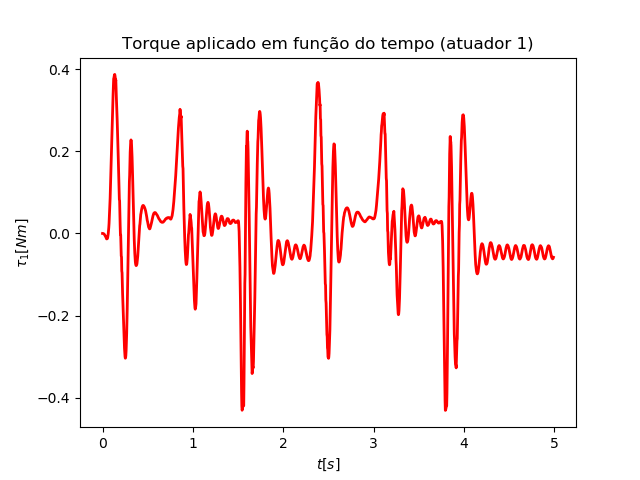 Torque aplicado em função do tempo (atuador 1)
0.4
0.2
0.0
−0.2
−0.4
τ₁[Nm]
0 1 2 3 4 5
t[s]